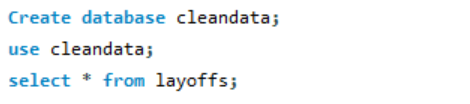 Create database cleandata;
use cleandata;
select * from layoffs;